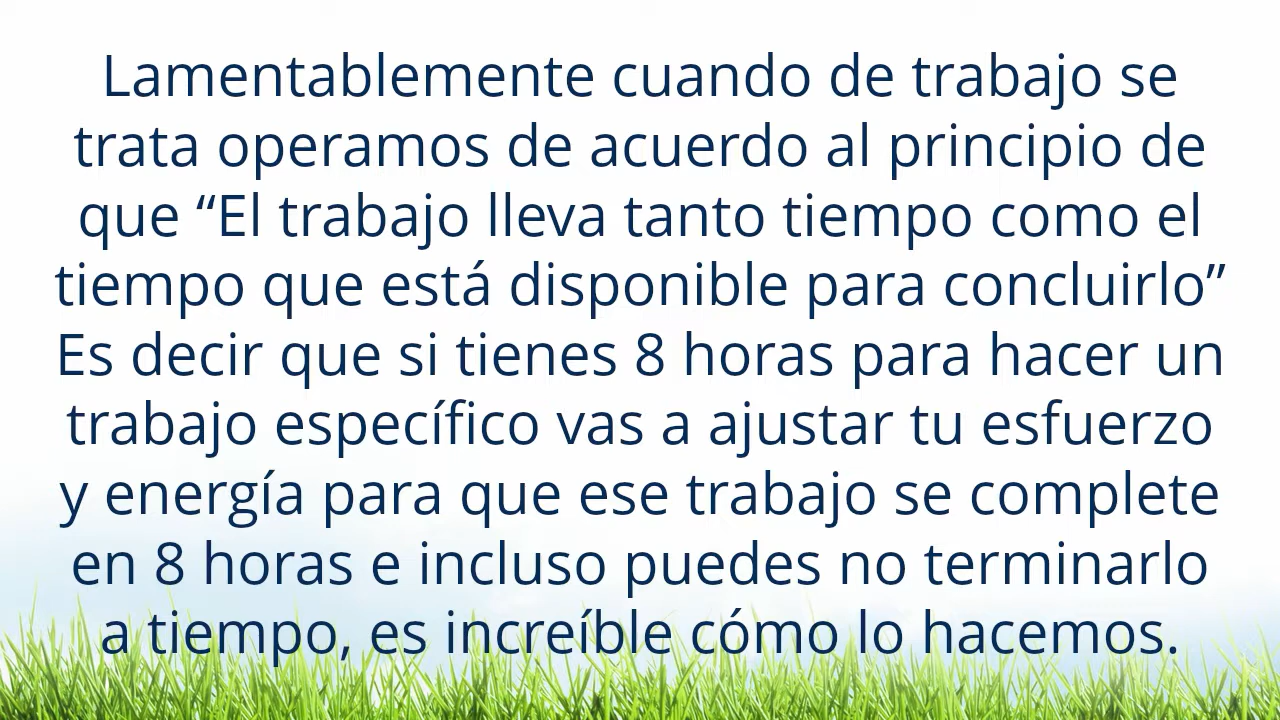 Lamentablemente cuando de trabajo se
trata operamos de acuerdo al principio de
que “El trabajo lleva tanto tiempo como el
tiempo que está disponible para concluirlo”
Es decir que si tienes 8 horas para hacer un
trabajo específico vas a ajustar tu esfuerzo
y energía para que ese trabajo se complete
en 8 horas e incluso puedes no terminarlo
a tiempo, es increíble cómo lo hacemos.